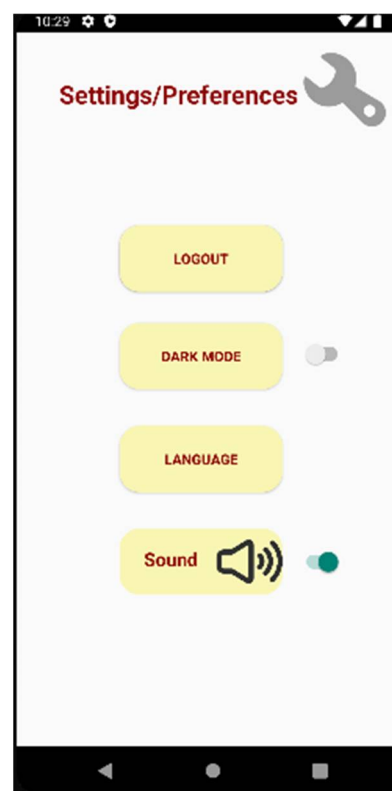 10:29
Settings/Preferences
LOGOUT
DARK MODE
LANGUAGE
Sound